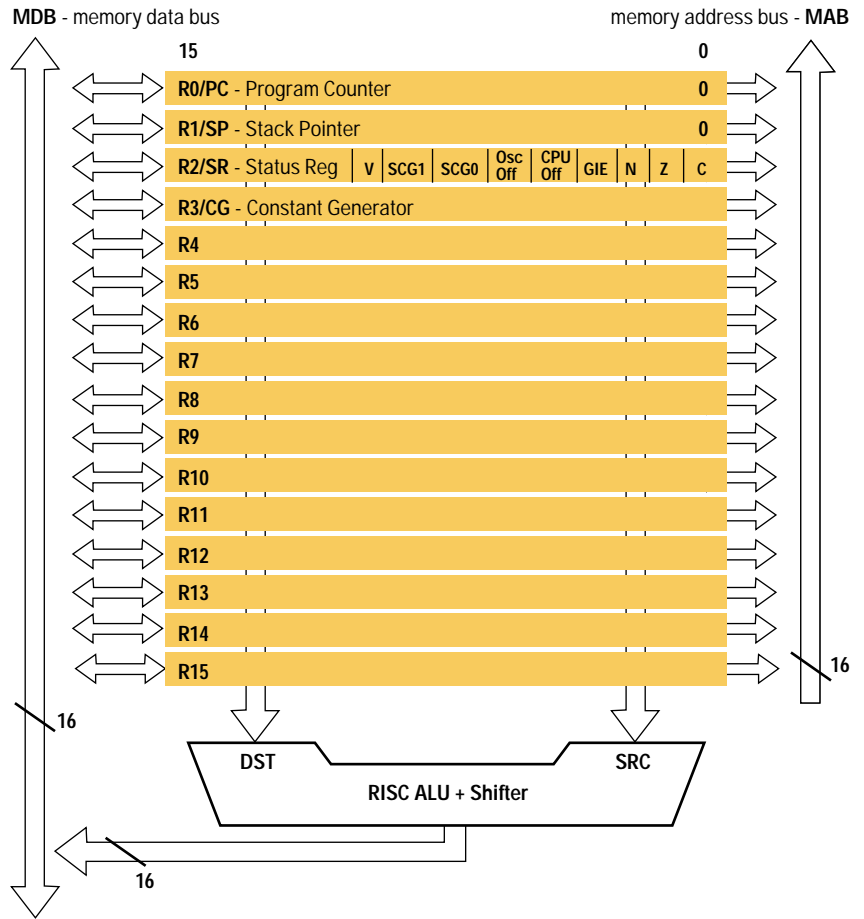 MDB - memory data bus
memory address bus - MAB
15 0
R0/PC - Program Counter 0
R1/SP - Stack Pointer 0
R2/SR - Status Reg V SCG1 SCG0 Osc Off CPU Off GIE N Z C
R3/CG - Constant Generator
R4
R5
R6
R7
R8
R9
R10
R11
R12
R13
R14
R15
16
16
DST SRC
RISC ALU + Shifter
16